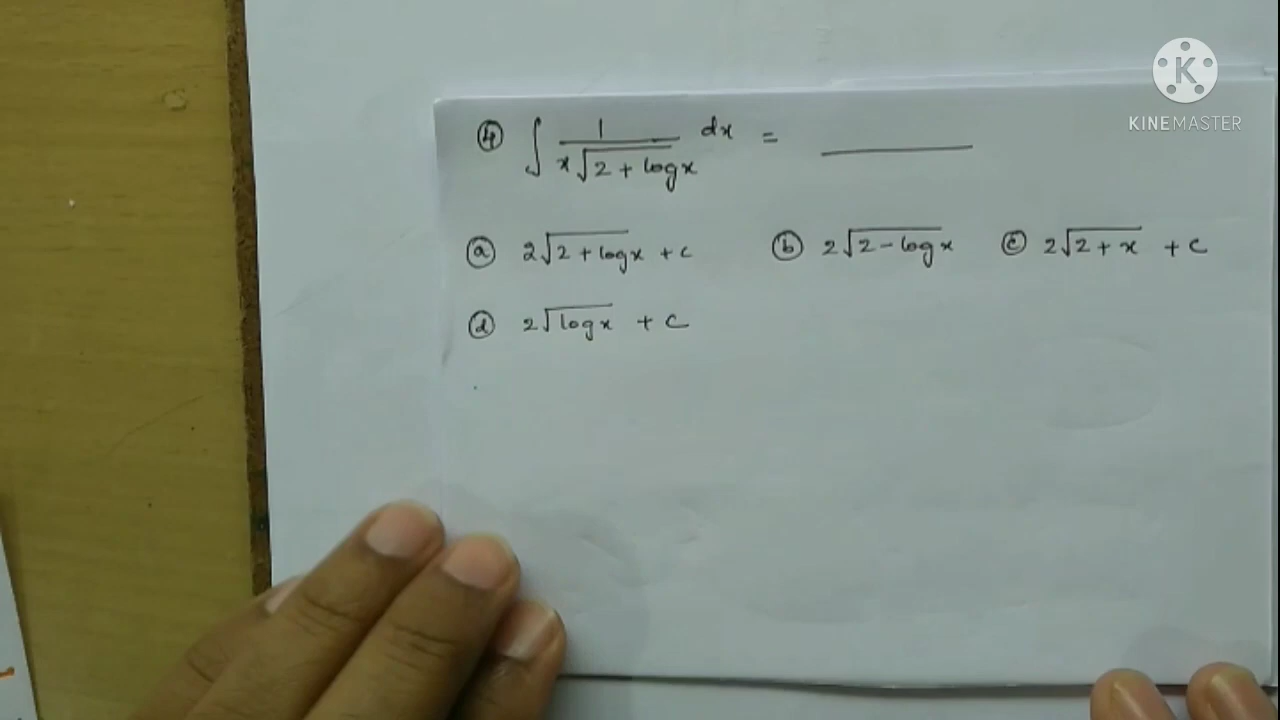 ④ ∫ 1/(x√(2 + log x)) dx = ______
ⓐ 2√(2 + log x) + c ⓑ 2√(2 - log x) ⓒ 2√(2 + x) + c
ⓓ 2√(log x) + c
K
KINEMASTER